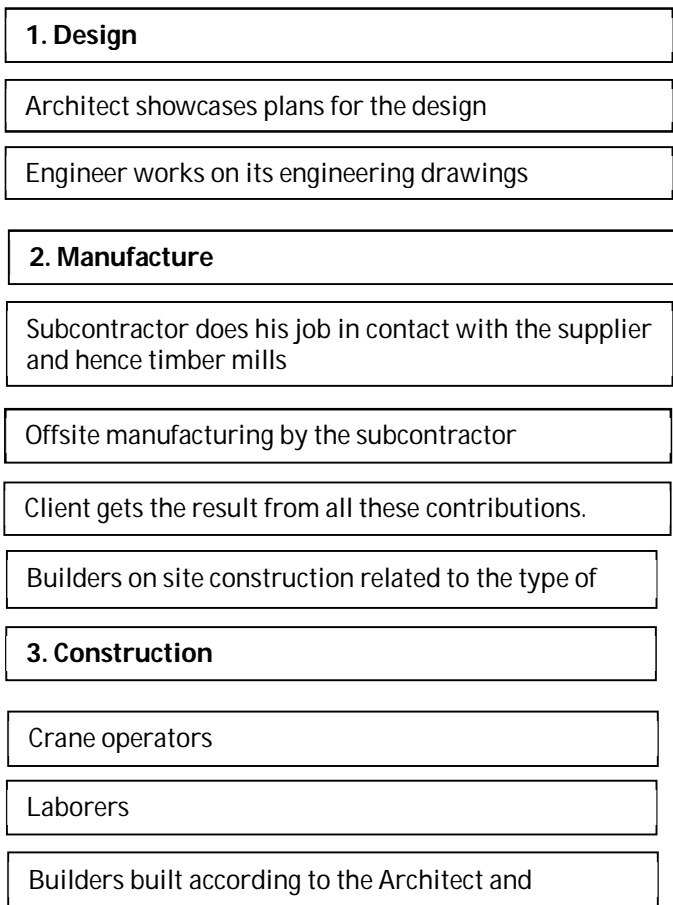 1. Design
Architect showcases plans for the design
Engineer works on its engineering drawings
2. Manufacture
Subcontractor does his job in contact with the supplier
and hence timber mills
Offsite manufacturing by the subcontractor
Client gets the result from all these contributions.
Builders on site construction related to the type of
3. Construction
Crane operators
Laborers
Builders built according to the Architect and